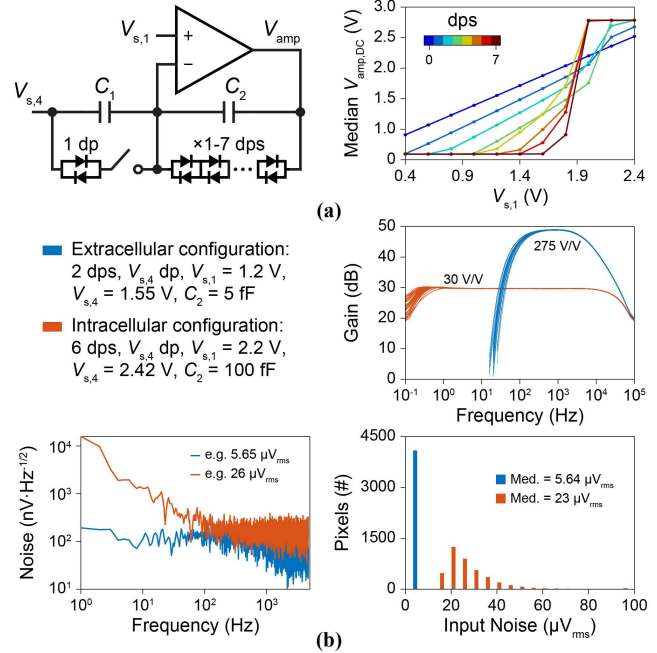 V_s,1
V_amp
+
−
V_s,4
C_1
C_2
1 dp
×1-7 dps
Median V_amp,DC (V)
3.0
2.4
1.8
1.2
0.6
0.0
dps
0
7
0.4
0.9
1.4
1.9
2.4
V_s,1 (V)
(a)
Extracellular configuration:
2 dps, V_s,4 dp, V_s,1 = 1.2 V,
V_s,4 = 1.55 V, C_2 = 5 fF
Intracellular configuration:
6 dps, V_s,4 dp, V_s,1 = 2.2 V,
V_s,4 = 2.42 V, C_2 = 100 fF
Gain (dB)
50
40
30
20
10
0
275 V/V
30 V/V
10^-1
10^0
10^1
10^2
10^3
10^4
10^5
Frequency (Hz)
Noise (nV·Hz^-1/2)
10^4
10^3
10^2
10^1
e.g. 5.65 µV_rms
e.g. 26 µV_rms
10^0
10^1
10^2
10^3
Frequency (Hz)
Pixels (#)
4500
3000
1500
0
Med. = 5.64 µV_rms
Med. = 23 µV_rms
0
20
40
60
80
100
Input Noise (µV_rms)
(b)